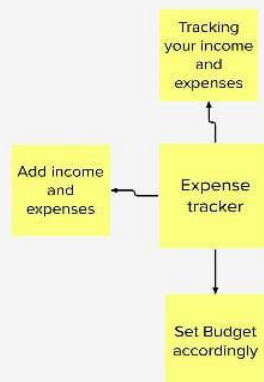 Tracking
your income
and
expenses
Add income
and
expenses
Expense
tracker
Set Budget
accordingly